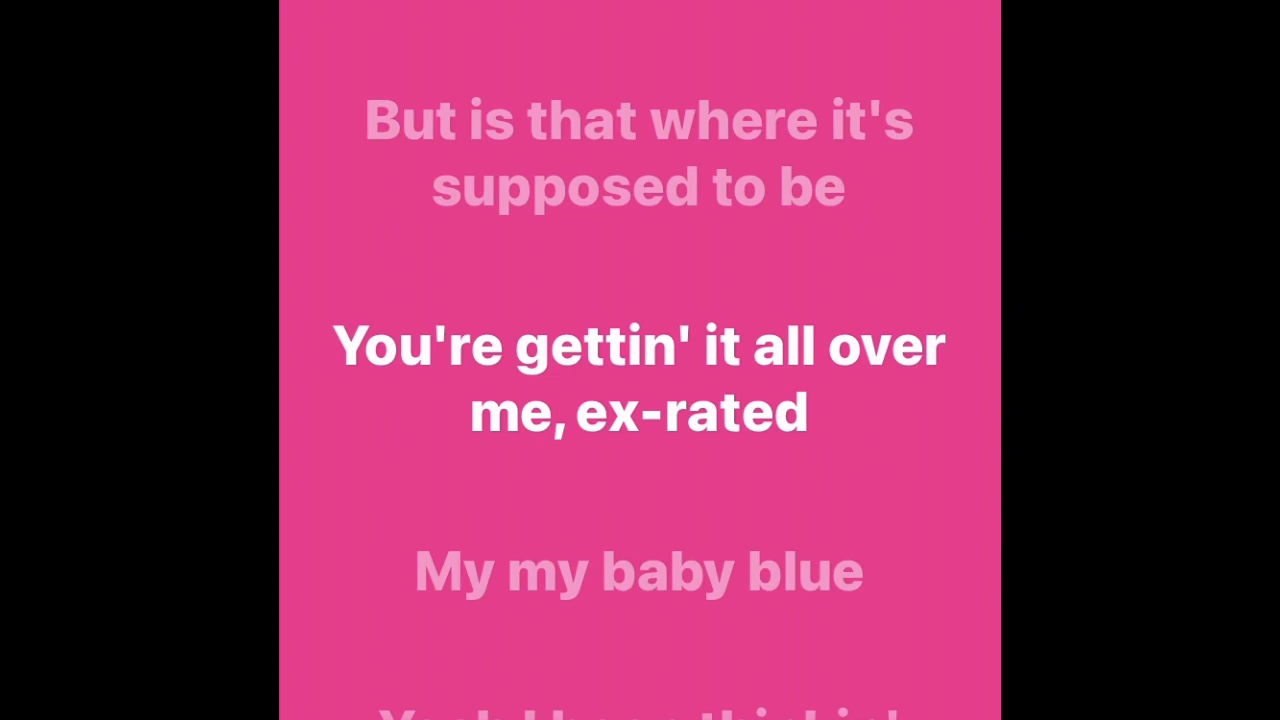 But is that where it's
supposed to be
You're gettin' it all over
me, ex-rated
My my baby blue